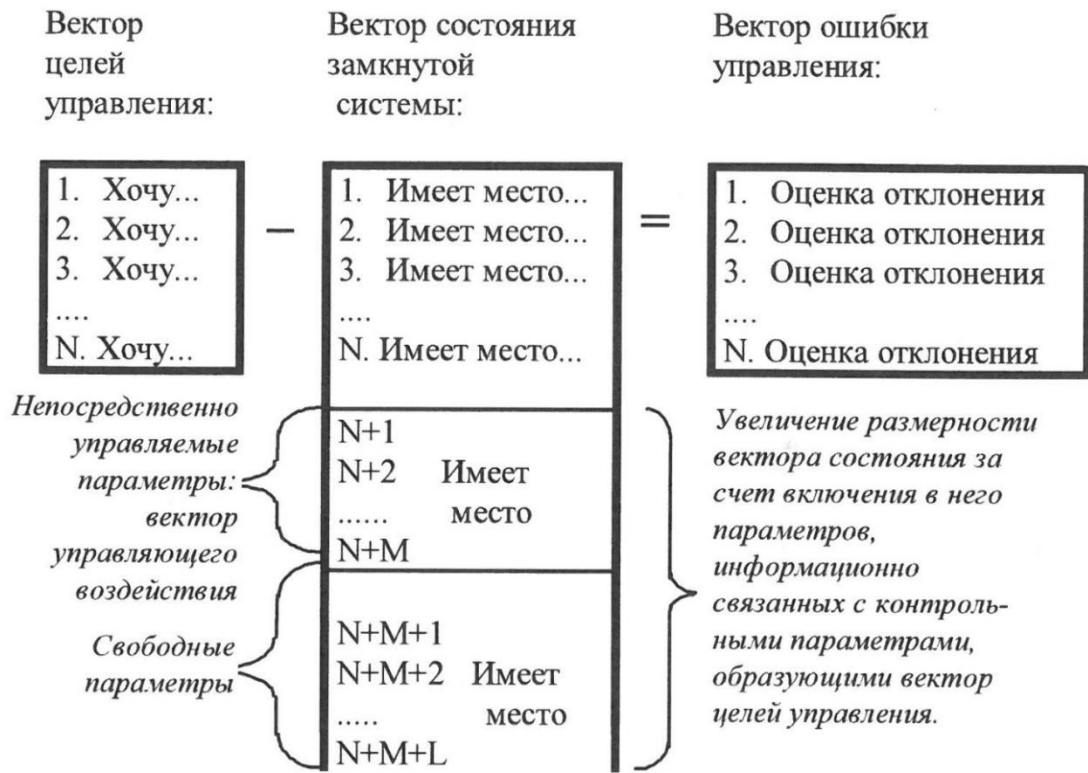 Вектор
целей
управления:
Вектор состояния
замкнутой
системы:
Вектор ошибки
управления:
1. Хочу...
2. Хочу...
3. Хочу...
....
N. Хочу...
–
1. Имеет место...
2. Имеет место...
3. Имеет место...
....
N. Имеет место...
=
1. Оценка отклонения
2. Оценка отклонения
3. Оценка отклонения
....
N. Оценка отклонения
Непосредственно
управляемые
параметры:
вектор
управляющего
воздействия
N+1
N+2 Имеет
...... место
N+M
Свободные
параметры
N+M+1
N+M+2 Имеет
..... место
N+M+L
Увеличение размерности
вектора состояния за
счет включения в него
параметров,
информационно
связанных с контроль-
ными параметрами,
образующими вектор
целей управления.